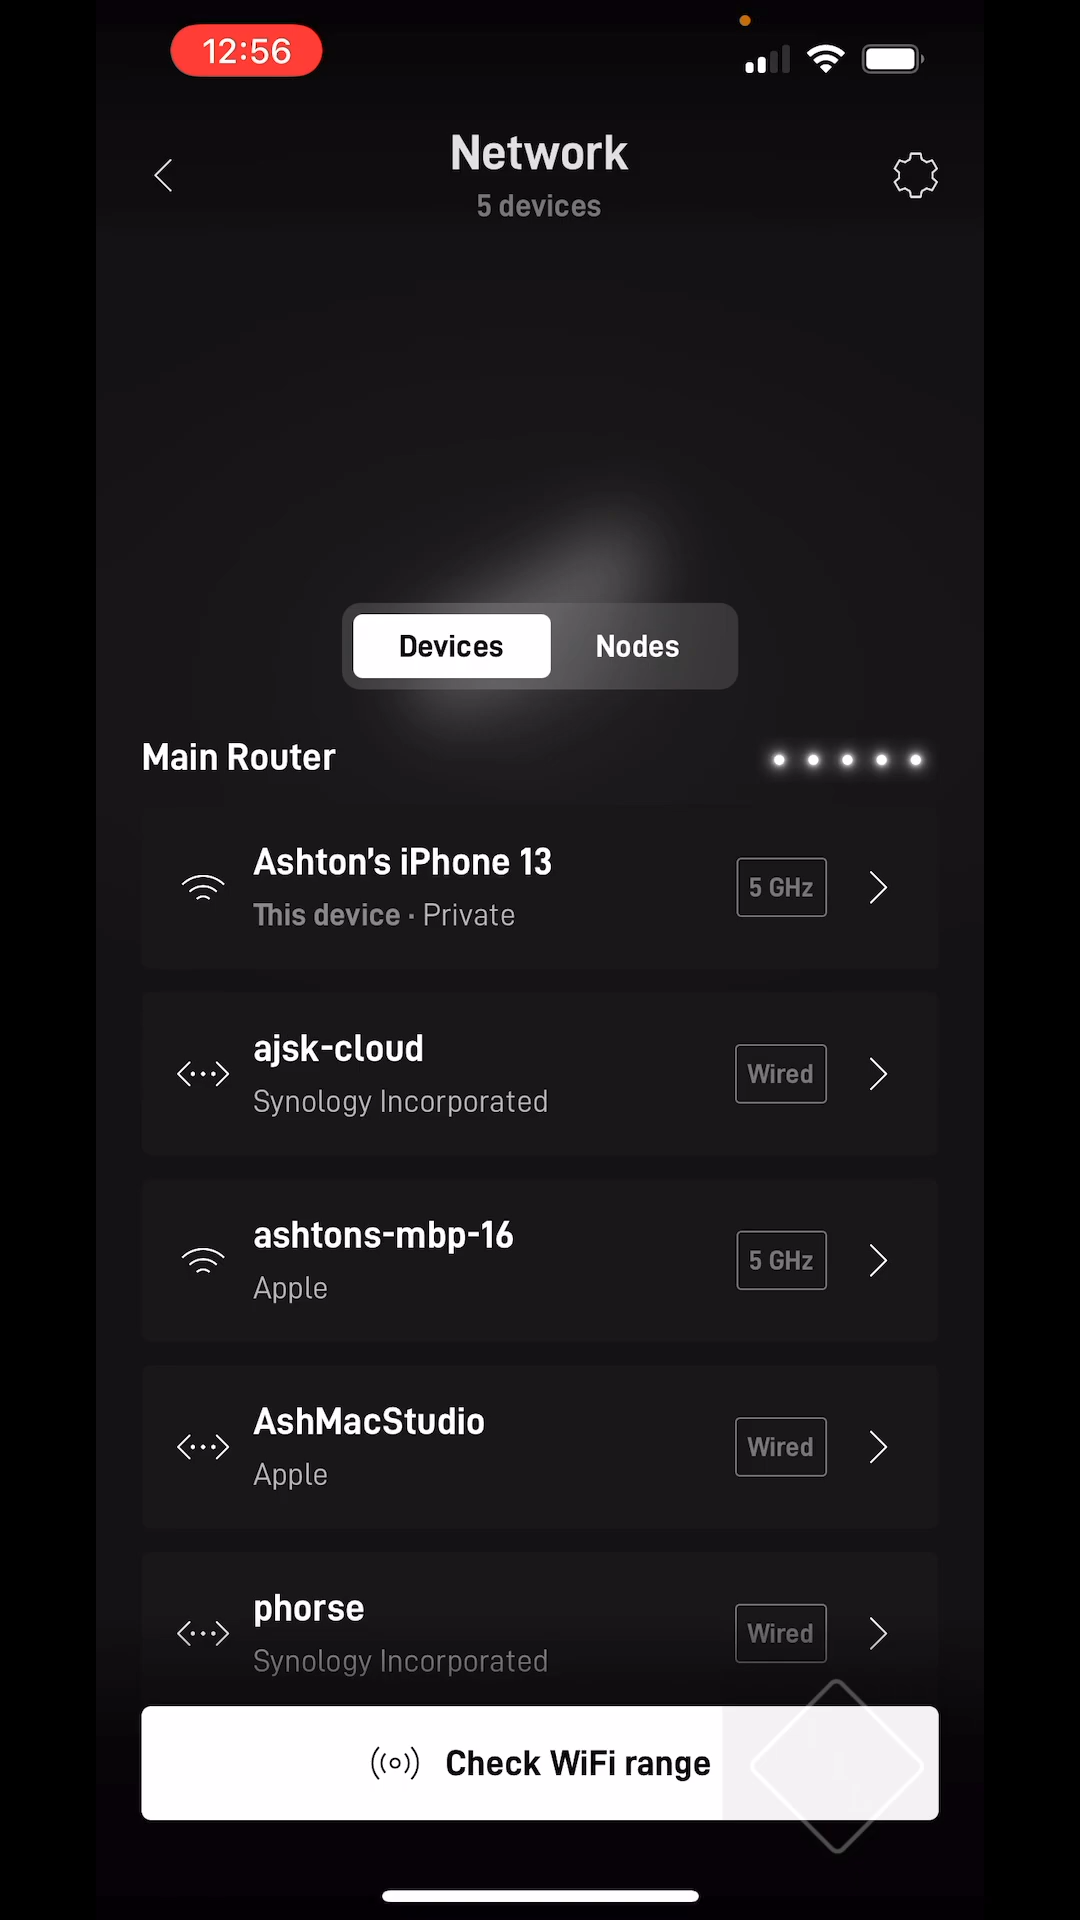 12:56
Network
5 devices
Devices
Nodes
Main Router
Ashton’s iPhone 13
5 GHz
This device · Private
ajsk-cloud
Wired
Synology Incorporated
ashtons-mbp-16
5 GHz
Apple
AshMacStudio
Wired
Apple
phorse
Wired
Synology Incorporated
Check WiFi range